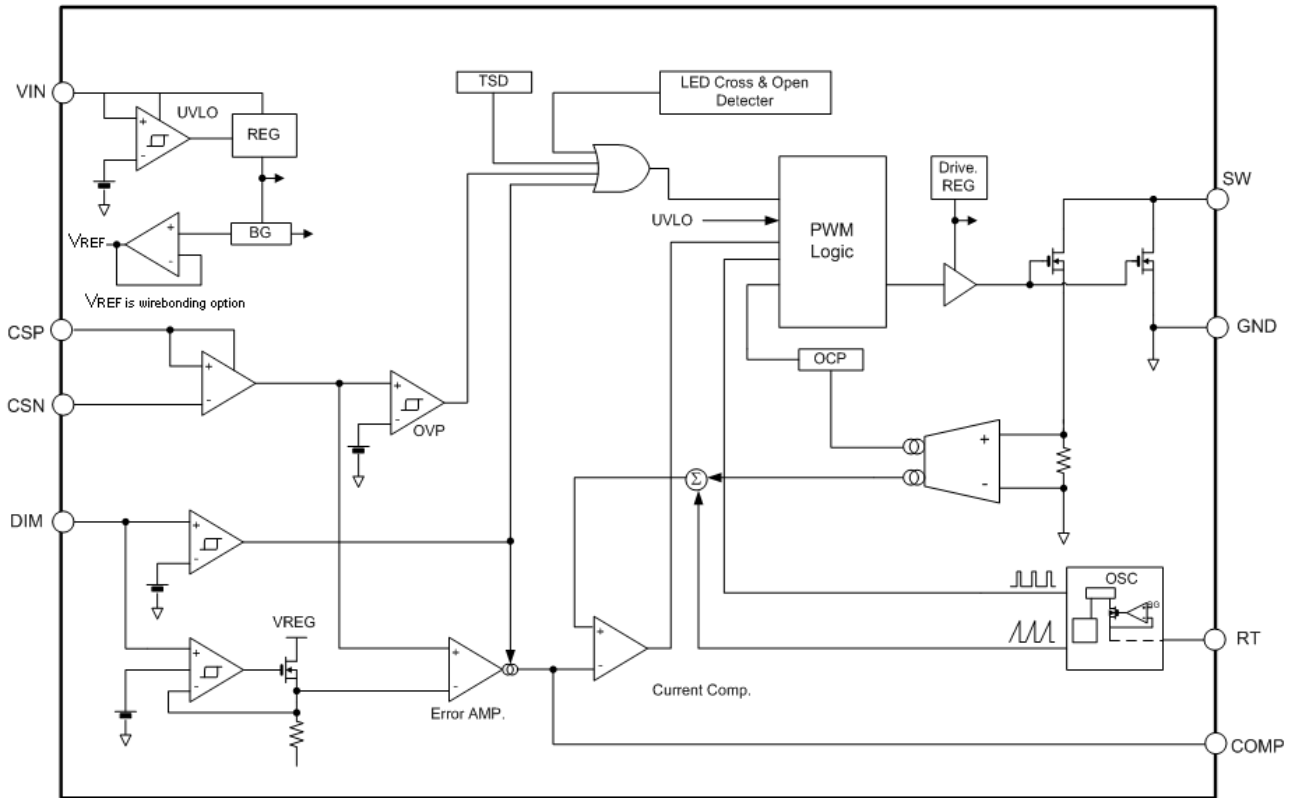 TSD
LED Cross & Open
Detecter
VIN
UVLO
+
-
REG
Drive.
REG
SW
VREF
+
-
BG
UVLO
PWM
Logic
VREF is wirebonding option
CSP
GND
+
-
OCP
CSN
+
-
OVP
+
-
Σ
DIM
+
-
OSC
BG
VREG
RT
+
-
+
-
+
-
Current Comp.
Error AMP.
COMP